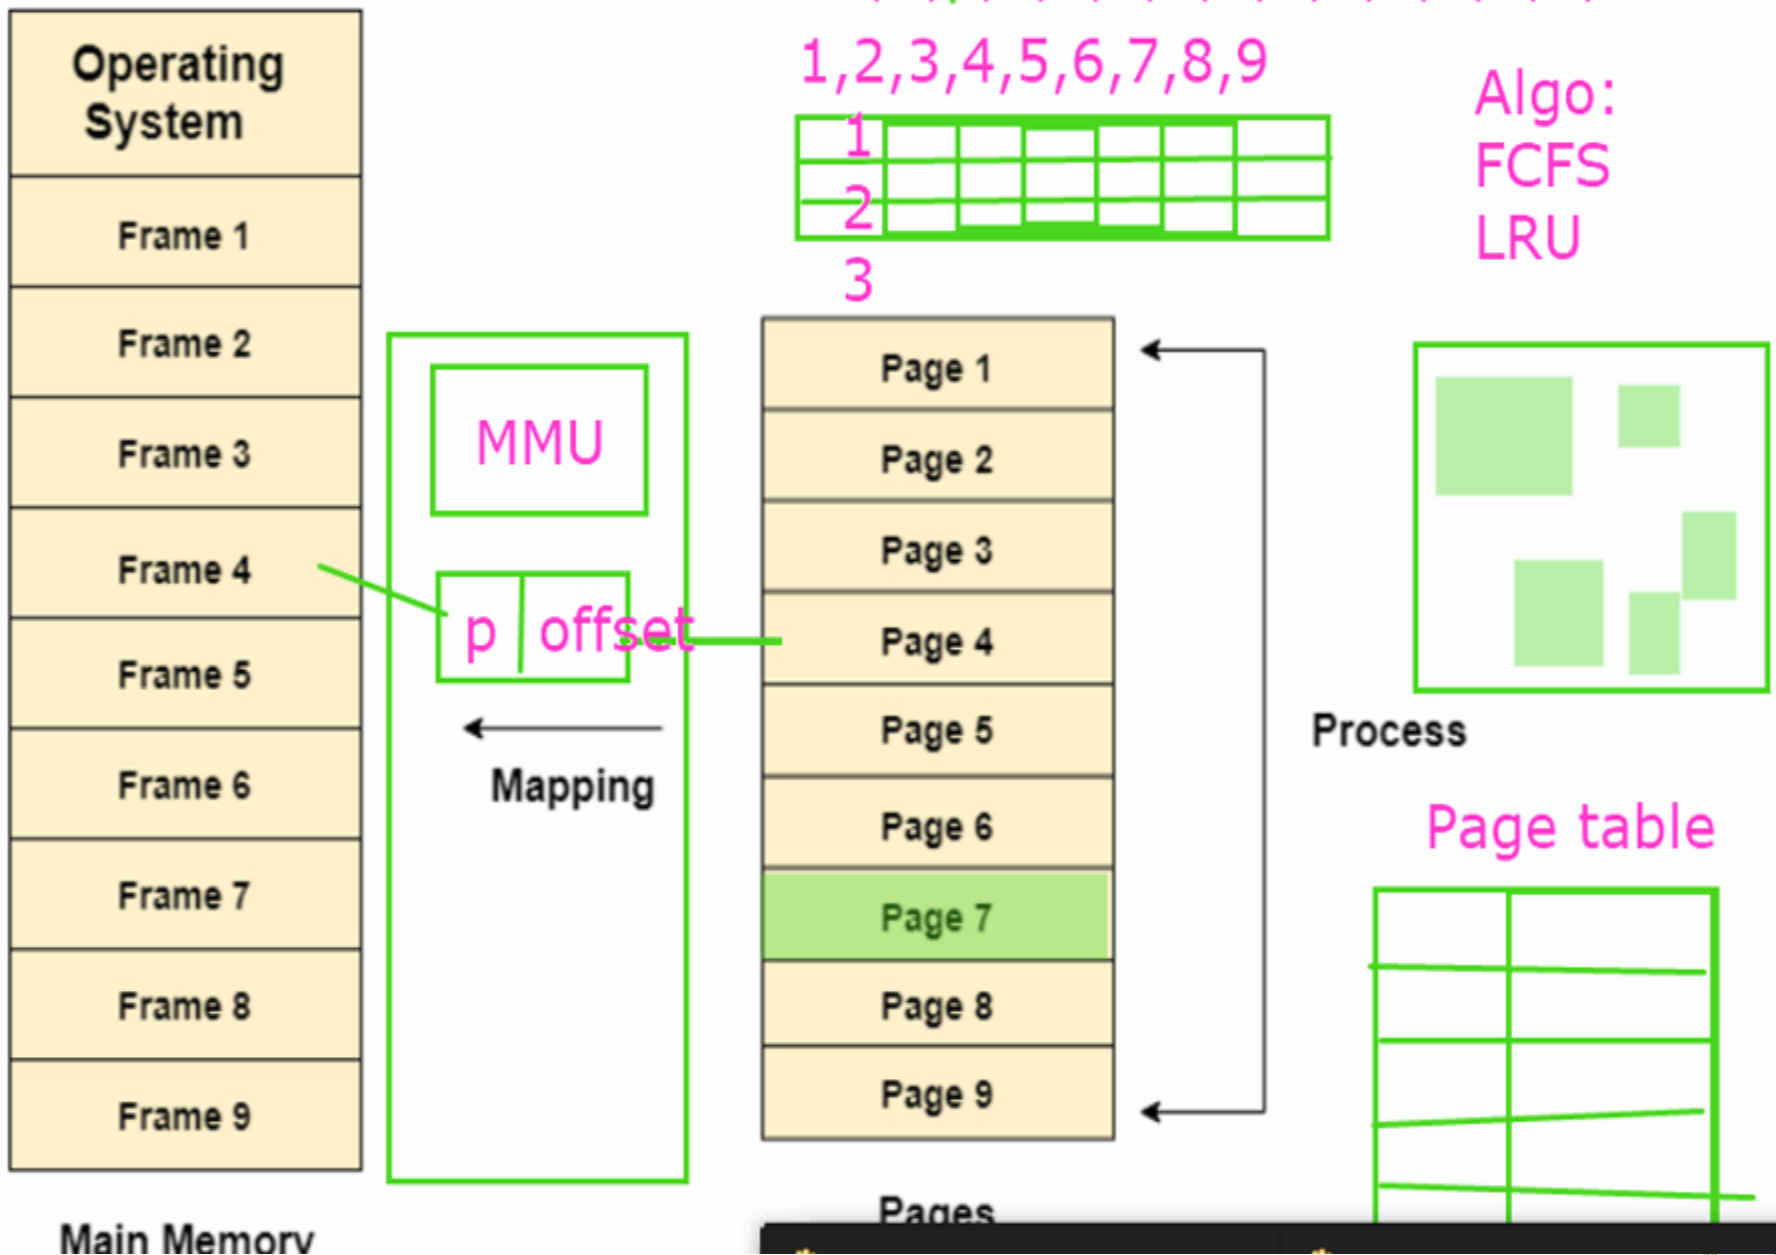 Operating
System
Frame 1
Frame 2
Frame 3
Frame 4
Frame 5
Frame 6
Frame 7
Frame 8
Frame 9
Main Memory
MMU
p offset
Mapping
1,2,3,4,5,6,7,8,9
1
2
3
Page 1
Page 2
Page 3
Page 4
Page 5
Page 6
Page 7
Page 8
Page 9
Pages
Algo:
FCFS
LRU
Process
Page table